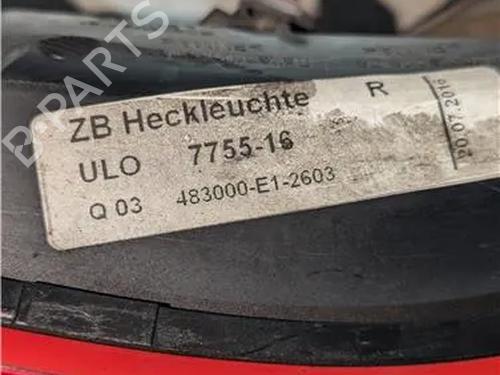 ZB Heckleuchte R
ULO 7755-16
Q 03 483000-E1-2603
20.07.2016
B-PARTS